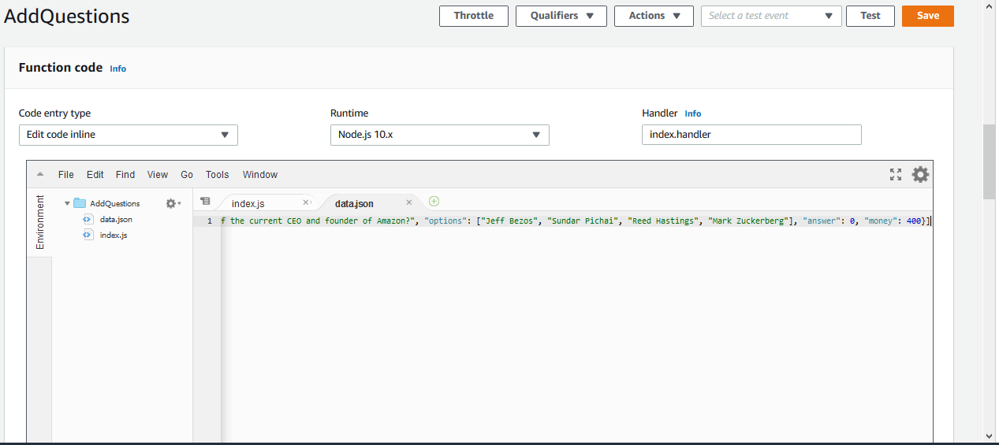 AddQuestions
Throttle Qualifiers Actions Select a test event Test Save
Function code Info
Code entry type Runtime Handler Info
Edit code inline Node.js 10.x index.handler
File Edit Find View Go Tools Window
Environment
AddQuestions
data.json
index.js
index.js data.json
1 f the current CEO and founder of Amazon?", "options": ["Jeff Bezos", "Sundar Pichai", "Reed Hastings", "Mark Zuckerberg"], "answer": 0, "money": 400}]